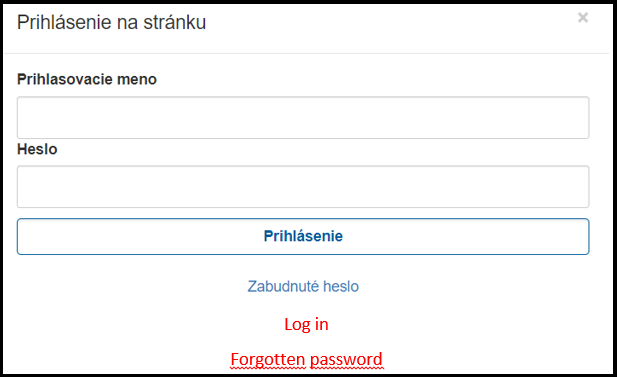 Prihlásenie na stránku
×
Prihlasovacie meno
Heslo
Prihlásenie
Zabudnuté heslo
Log in
Forgotten password